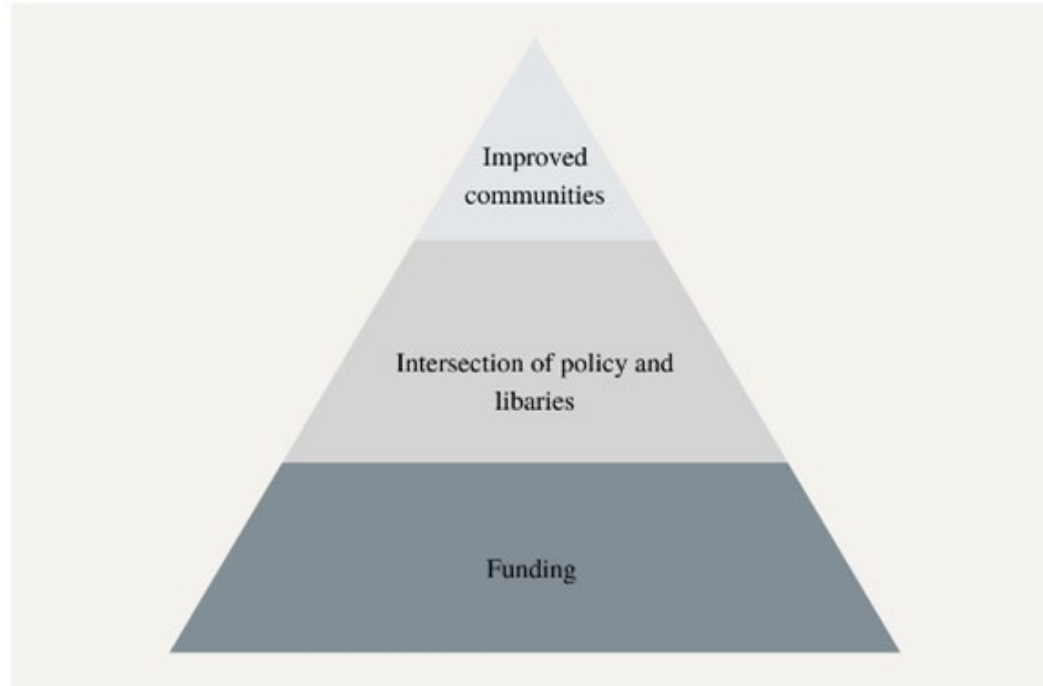 Improved
communities
Intersection of policy and
libaries
Funding